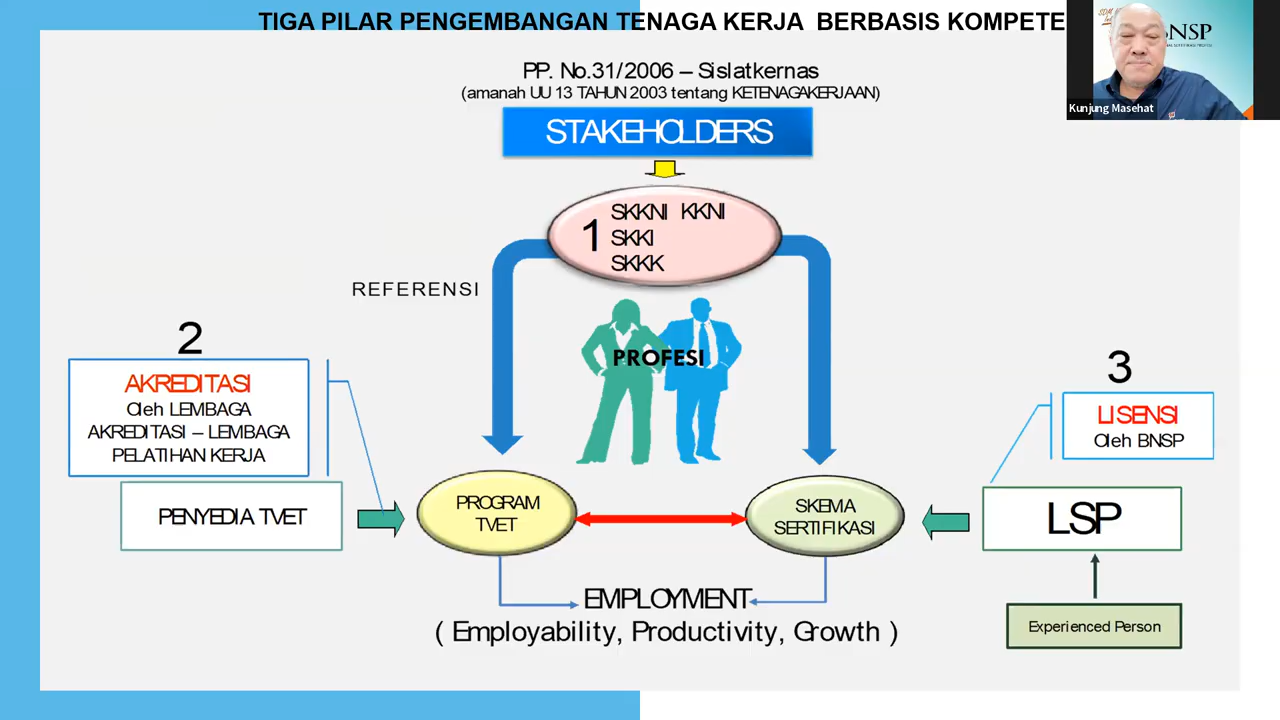 TIGA PILAR PENGEMBANGAN TENAGA KERJA BERBASIS KOMPETE
NSP
Kunjung Masehat
PP. No.31/2006 – Sislatkernas
(amanah UU 13 TAHUN 2003 tentang KETENAGAKERJAAN)
STAKEHOLDERS
1
SKKNI KKNI
SKKI
SKKK
REFERENSI
PROFESI
2
AKREDITASI
Oleh LEMBAGA
AKREDITASI – LEMBAGA
PELATIHAN KERJA
PENYEDIA TVET
PROGRAM
TVET
SKEMA
SERTIFIKASI
3
LISENSI
Oleh BNSP
LSP
Experienced Person
EMPLOYMENT
( Employability, Productivity, Growth )